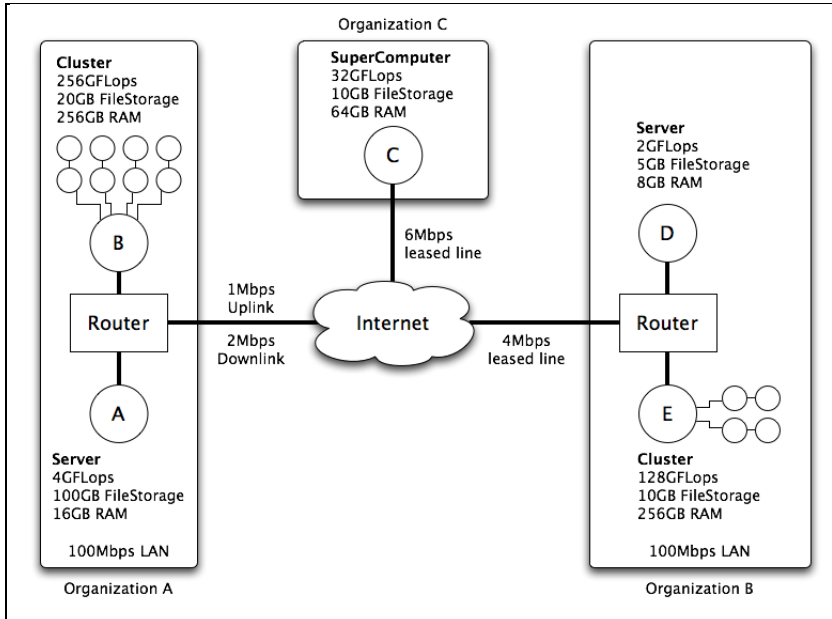 Organization C
Cluster
256GFLops
20GB FileStorage
256GB RAM
B
Router
A
Server
4GFLops
100GB FileStorage
16GB RAM
100Mbps LAN
Organization A
1Mbps
Uplink
2Mbps
Downlink
SuperComputer
32GFLops
10GB FileStorage
64GB RAM
C
6Mbps
leased line
Internet
4Mbps
leased line
Server
2GFLops
5GB FileStorage
8GB RAM
D
Router
E
Cluster
128GFLops
10GB FileStorage
256GB RAM
100Mbps LAN
Organization B